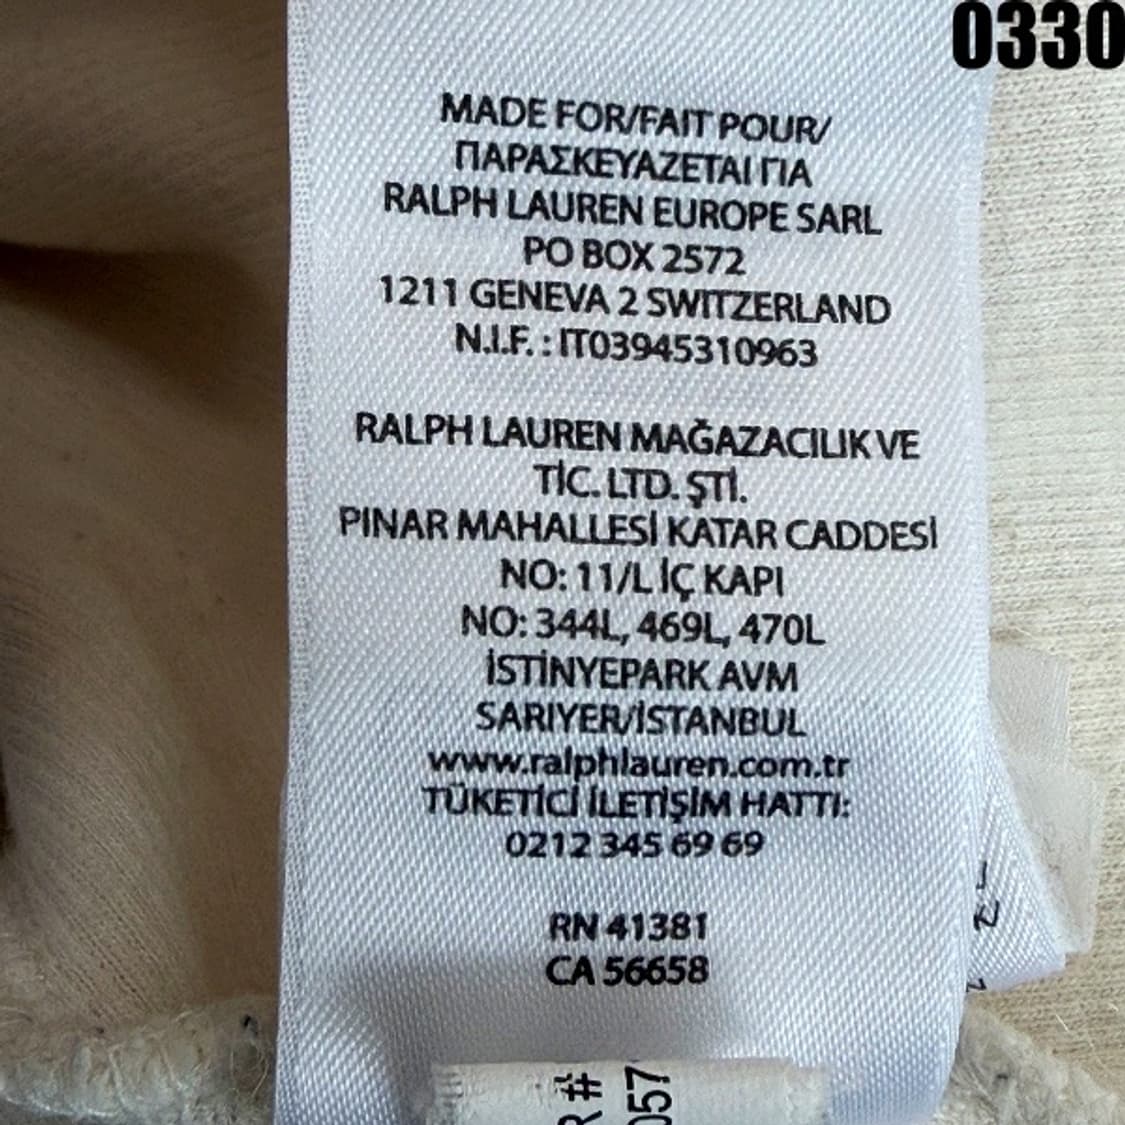 0330
MADE FOR/FAIT POUR/
ΠΑΡΑΣΚΕΥΑΖΕΤΑΙ ΓΙΑ
RALPH LAUREN EUROPE SARL
PO BOX 2572
1211 GENEVA 2 SWITZERLAND
N.I.F. : IT03945310963
RALPH LAUREN MAĞAZACILIK VE
TİC. LTD. ŞTİ.
PINAR MAHALLESİ KATAR CADDESİ
NO: 11/L İÇ KAPI
NO: 344L, 469L, 470L
İSTİNYEPARK AVM
SARIYER/İSTANBUL
www.ralphlauren.com.tr
TÜKETİCİ İLETİŞİM HATTI:
0212 345 69 69
RN 41381
CA 56658